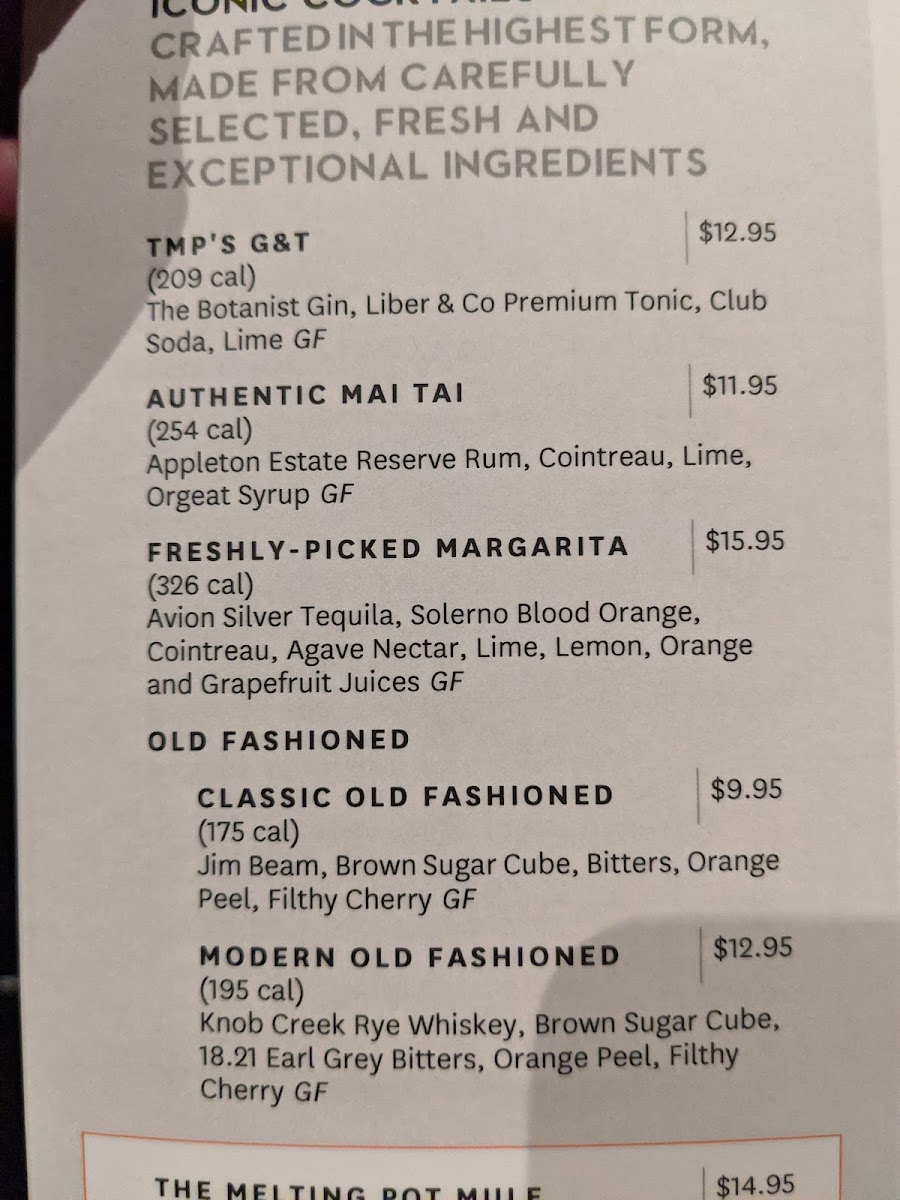 ICONIC COCKTAILS
CRAFTED IN THE HIGHEST FORM,
MADE FROM CAREFULLY
SELECTED, FRESH AND
EXCEPTIONAL INGREDIENTS
TMP'S G&T $12.95
(209 cal)
The Botanist Gin, Liber & Co Premium Tonic, Club
Soda, Lime GF
AUTHENTIC MAI TAI $11.95
(254 cal)
Appleton Estate Reserve Rum, Cointreau, Lime,
Orgeat Syrup GF
FRESHLY-PICKED MARGARITA $15.95
(326 cal)
Avion Silver Tequila, Solerno Blood Orange,
Cointreau, Agave Nectar, Lime, Lemon, Orange
and Grapefruit Juices GF
OLD FASHIONED
CLASSIC OLD FASHIONED $9.95
(175 cal)
Jim Beam, Brown Sugar Cube, Bitters, Orange
Peel, Filthy Cherry GF
MODERN OLD FASHIONED $12.95
(195 cal)
Knob Creek Rye Whiskey, Brown Sugar Cube,
18.21 Earl Grey Bitters, Orange Peel, Filthy
Cherry GF
THE MELTING POT MULE $14.95